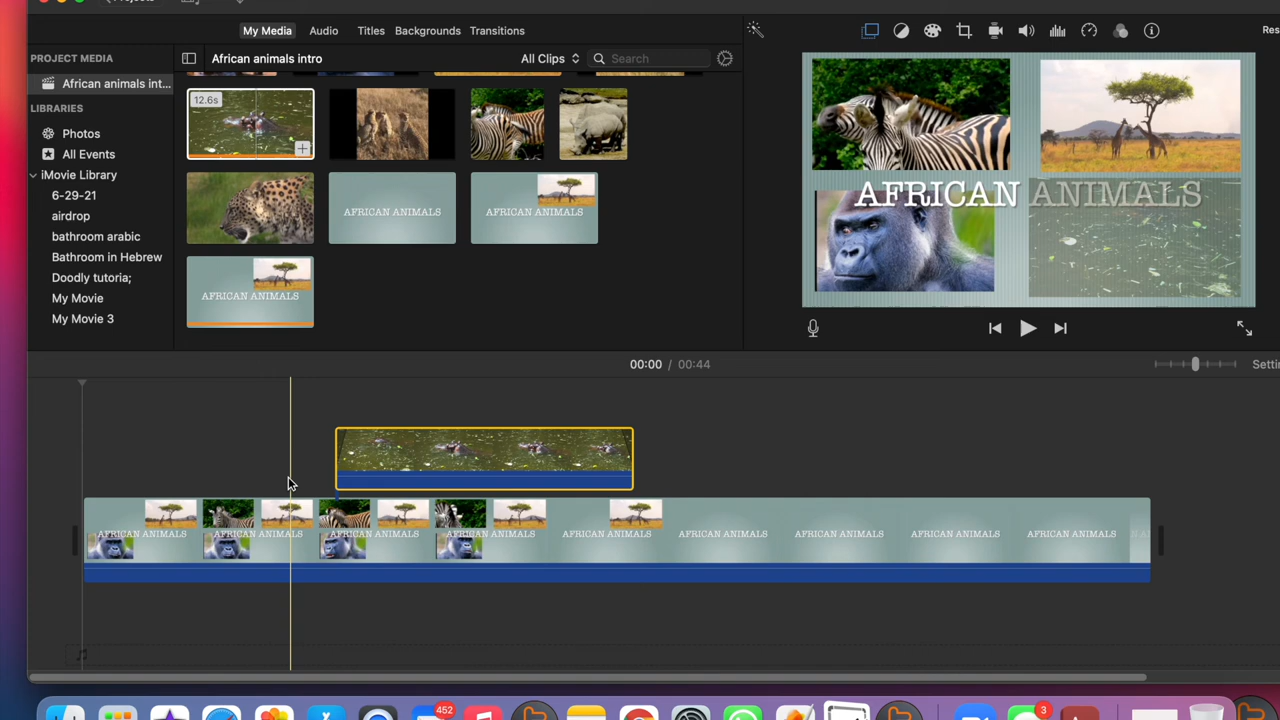 Projects
My Media Audio Titles Backgrounds Transitions
Res
PROJECT MEDIA
African animals int...
LIBRARIES
Photos
All Events
iMovie Library
6-29-21
airdrop
bathroom arabic
Bathroom in Hebrew
Doodly tutoria;
My Movie
My Movie 3
African animals intro
All Clips
Search
12.6s
AFRICAN ANIMALS
AFRICAN ANIMALS
AFRICAN ANIMALS
AFRICAN ANIMALS
00:00 / 00:44
Settin
AFRICAN ANIMALS
AFRICAN ANIMALS
AFRICAN ANIMALS
AFRICAN ANIMALS
AFRICAN ANIMALS
AFRICAN ANIMALS
AFRICAN ANIMALS
AFRICAN ANIMALS
AFRICAN ANIMALS
452
3